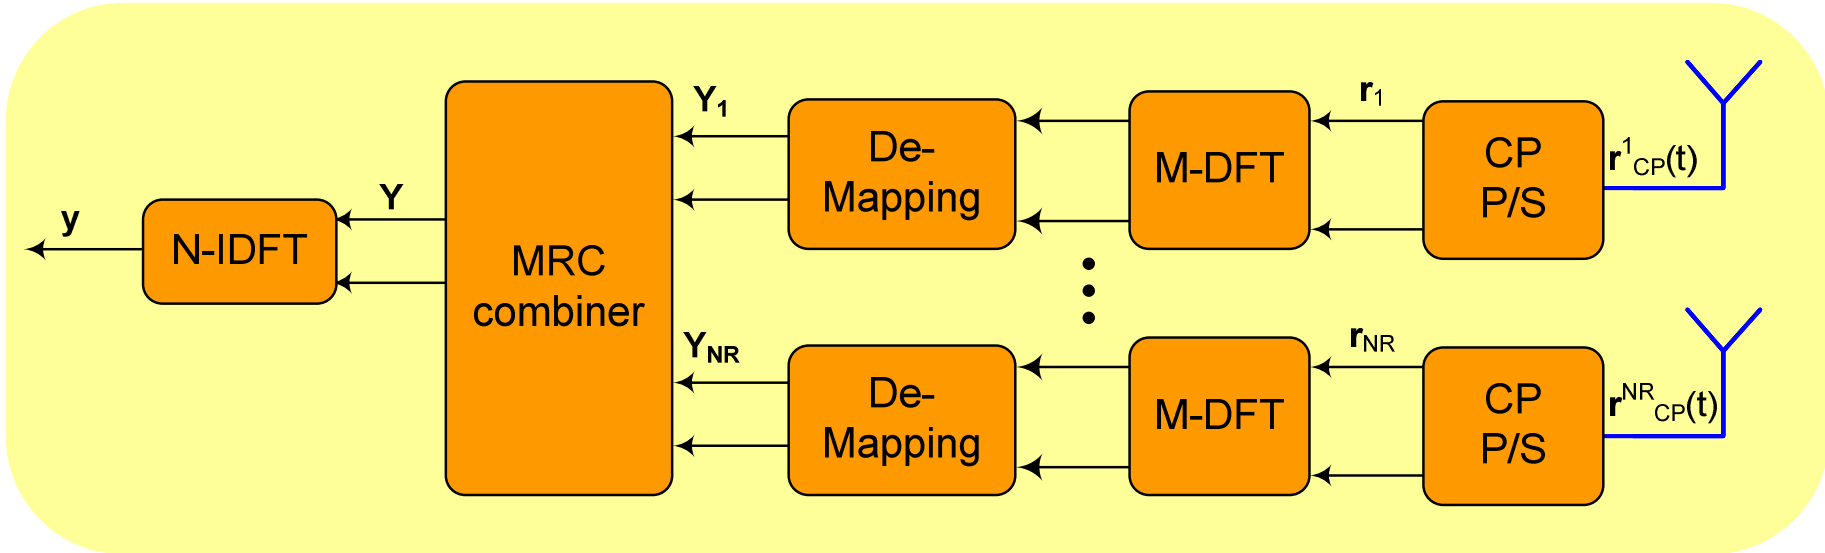 y
N-IDFT
Y
MRC
combiner
Y1
De-
Mapping
M-DFT
r1
CP
P/S
r1CP(t)
YNR
De-
Mapping
M-DFT
rNR
CP
P/S
rNRCP(t)